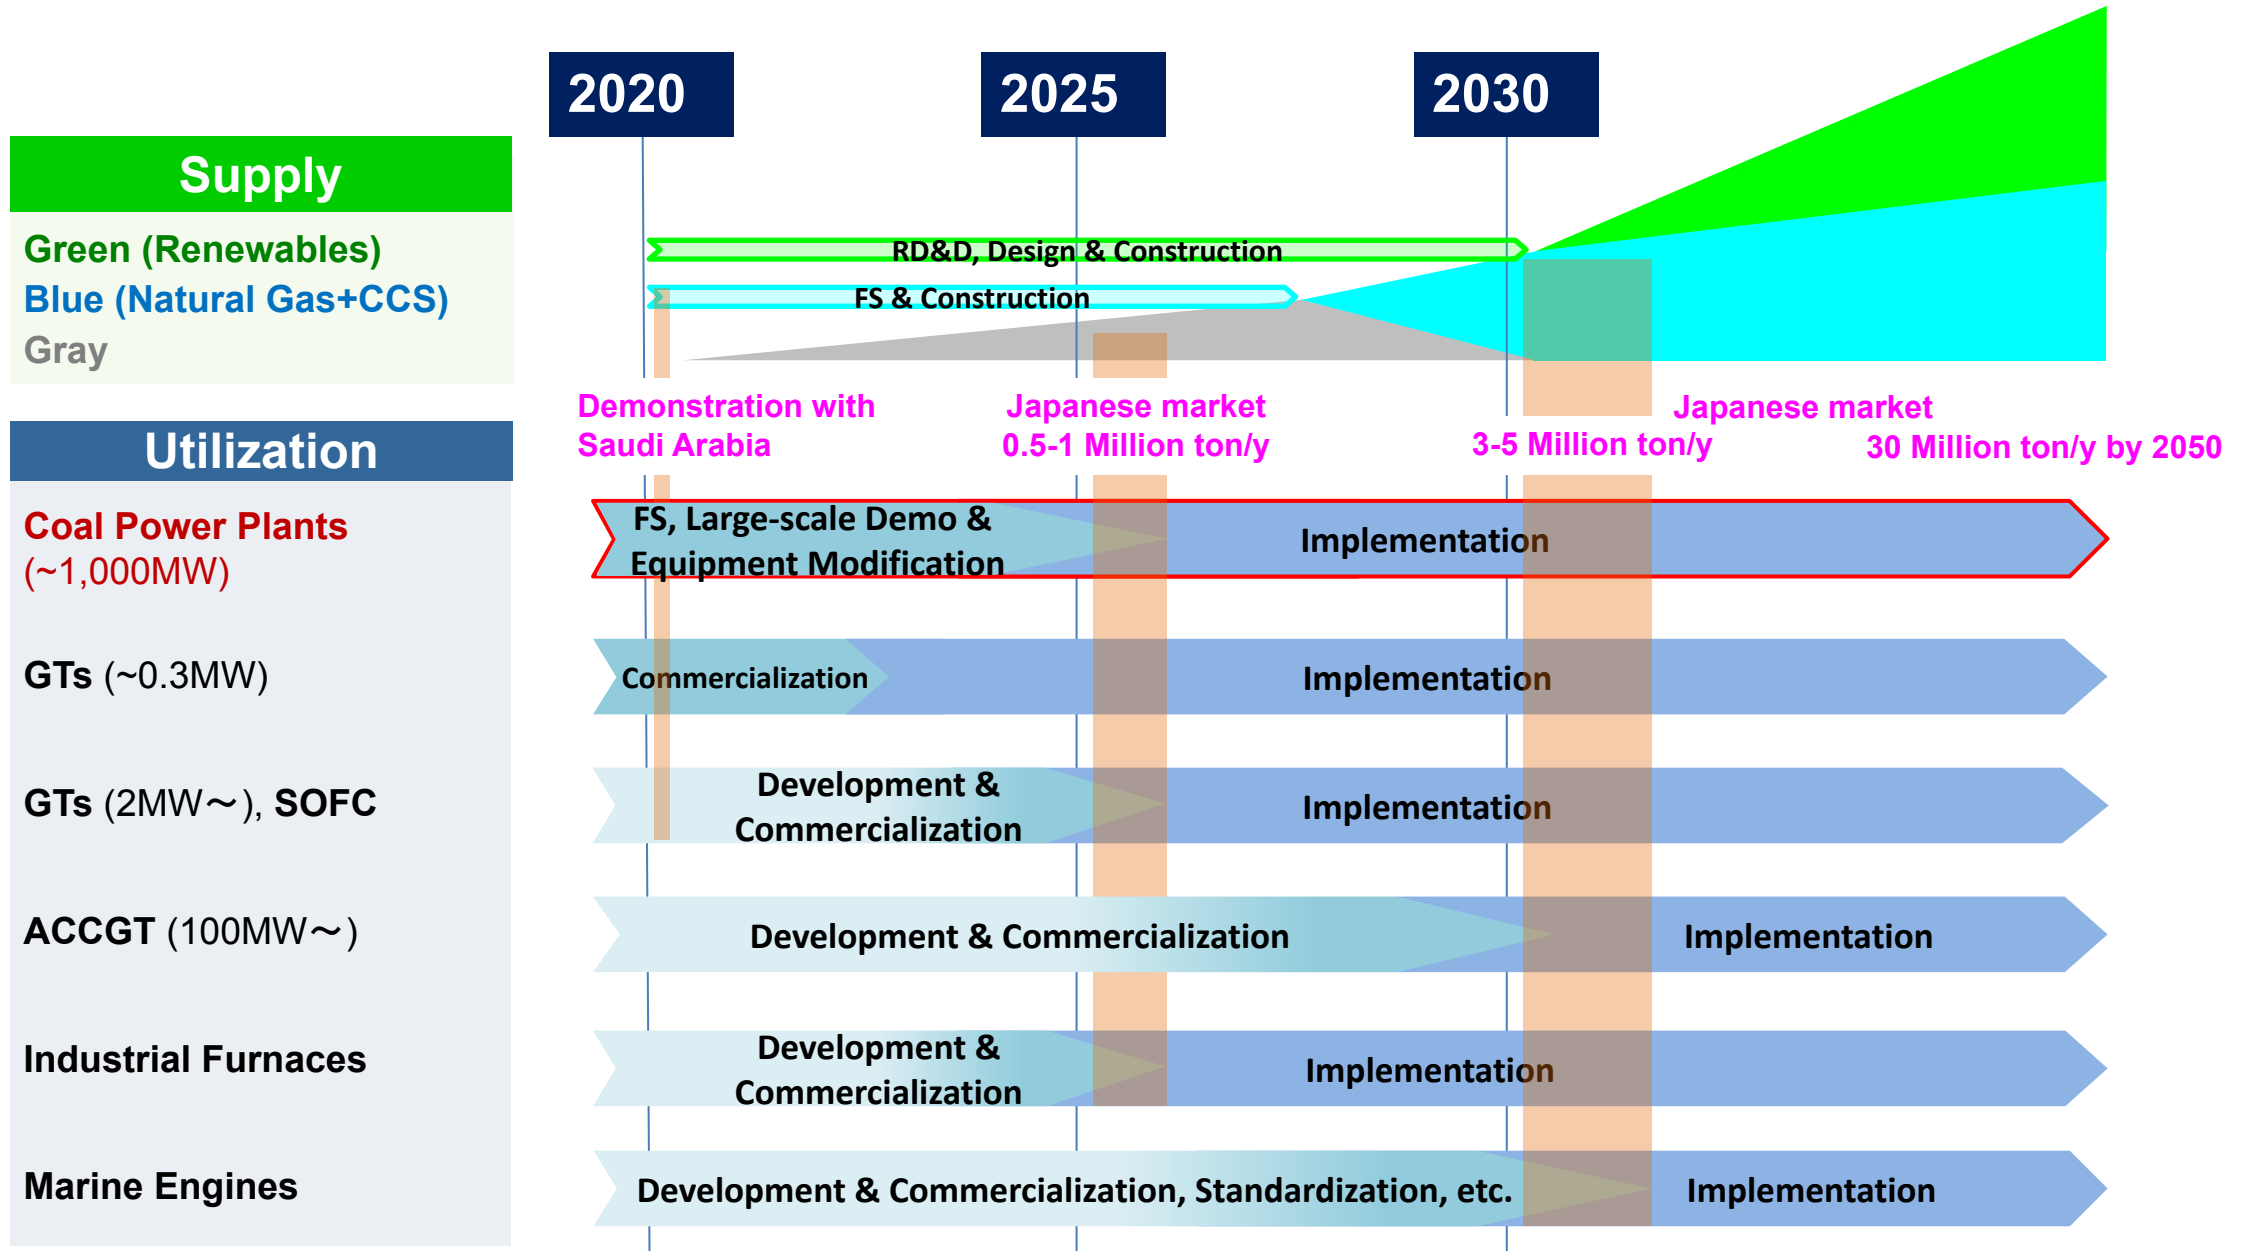 2020
2025
2030
Supply
Green (Renewables)
Blue (Natural Gas+CCS)
Gray
RD&D, Design & Construction
FS & Construction
Demonstration with
Saudi Arabia
Japanese market
0.5-1 Million ton/y
Japanese market
3-5 Million ton/y
30 Million ton/y by 2050
Utilization
Coal Power Plants
(~1,000MW)
FS, Large-scale Demo &
Equipment Modification
Implementation
GTs (~0.3MW)
Commercialization
Implementation
GTs (2MW～), SOFC
Development &
Commercialization
Implementation
ACCGT (100MW～)
Development & Commercialization
Implementation
Industrial Furnaces
Development &
Commercialization
Implementation
Marine Engines
Development & Commercialization, Standardization, etc.
Implementation